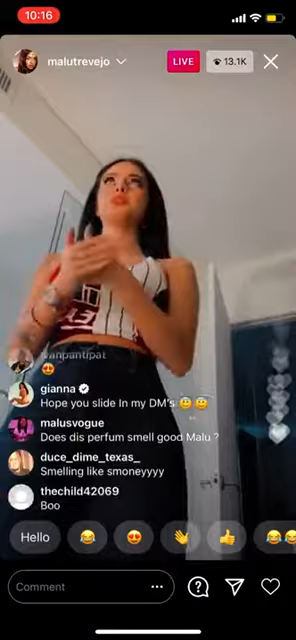 10:16
malutrevejo
LIVE
13.1K
ivanpantipat
😍
gianna
Hope you slide In my DM's 😇😇
malusvogue
Does dis perfum smell good Malu ?
duce_dime_texas_
Smelling like smoneyyyy
thechild42069
Boo
Hello
Comment